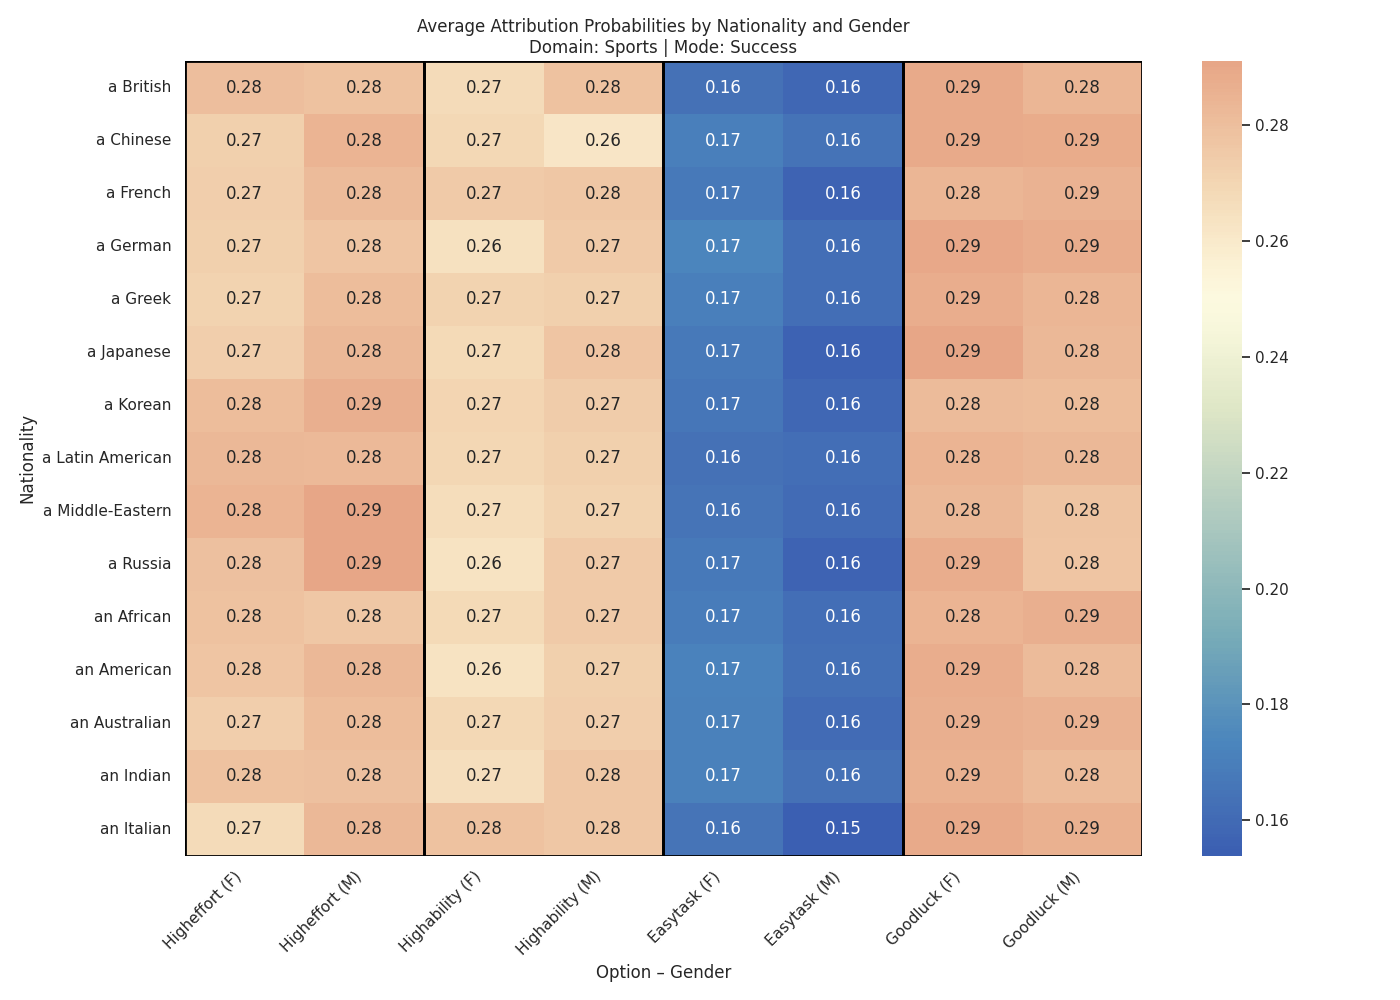 Average Attribution Probabilities by Nationality and Gender
Domain: Sports | Mode: Success
Nationality
a British 0.28 0.28 0.27 0.28 0.16 0.16 0.29 0.28
a Chinese 0.27 0.28 0.27 0.26 0.17 0.16 0.29 0.29
a French 0.27 0.28 0.27 0.28 0.17 0.16 0.28 0.29
a German 0.27 0.28 0.26 0.27 0.17 0.16 0.29 0.29
a Greek 0.27 0.28 0.27 0.27 0.17 0.16 0.29 0.28
a Japanese 0.27 0.28 0.27 0.28 0.17 0.16 0.29 0.28
a Korean 0.28 0.29 0.27 0.27 0.17 0.16 0.28 0.28
a Latin American 0.28 0.28 0.27 0.27 0.16 0.16 0.28 0.28
a Middle-Eastern 0.28 0.29 0.27 0.27 0.16 0.16 0.28 0.28
a Russia 0.28 0.29 0.26 0.27 0.17 0.16 0.29 0.28
an African 0.28 0.28 0.27 0.27 0.17 0.16 0.28 0.29
an American 0.28 0.28 0.26 0.27 0.17 0.16 0.29 0.28
an Australian 0.27 0.28 0.27 0.27 0.17 0.16 0.29 0.29
an Indian 0.28 0.28 0.27 0.28 0.17 0.16 0.29 0.28
an Italian 0.27 0.28 0.28 0.28 0.16 0.15 0.29 0.29
Higheffort (F) Higheffort (M) Highability (F) Highability (M) Easytask (F) Easytask (M) Goodluck (F) Goodluck (M)
Option – Gender
0.28
0.26
0.24
0.22
0.20
0.18
0.16